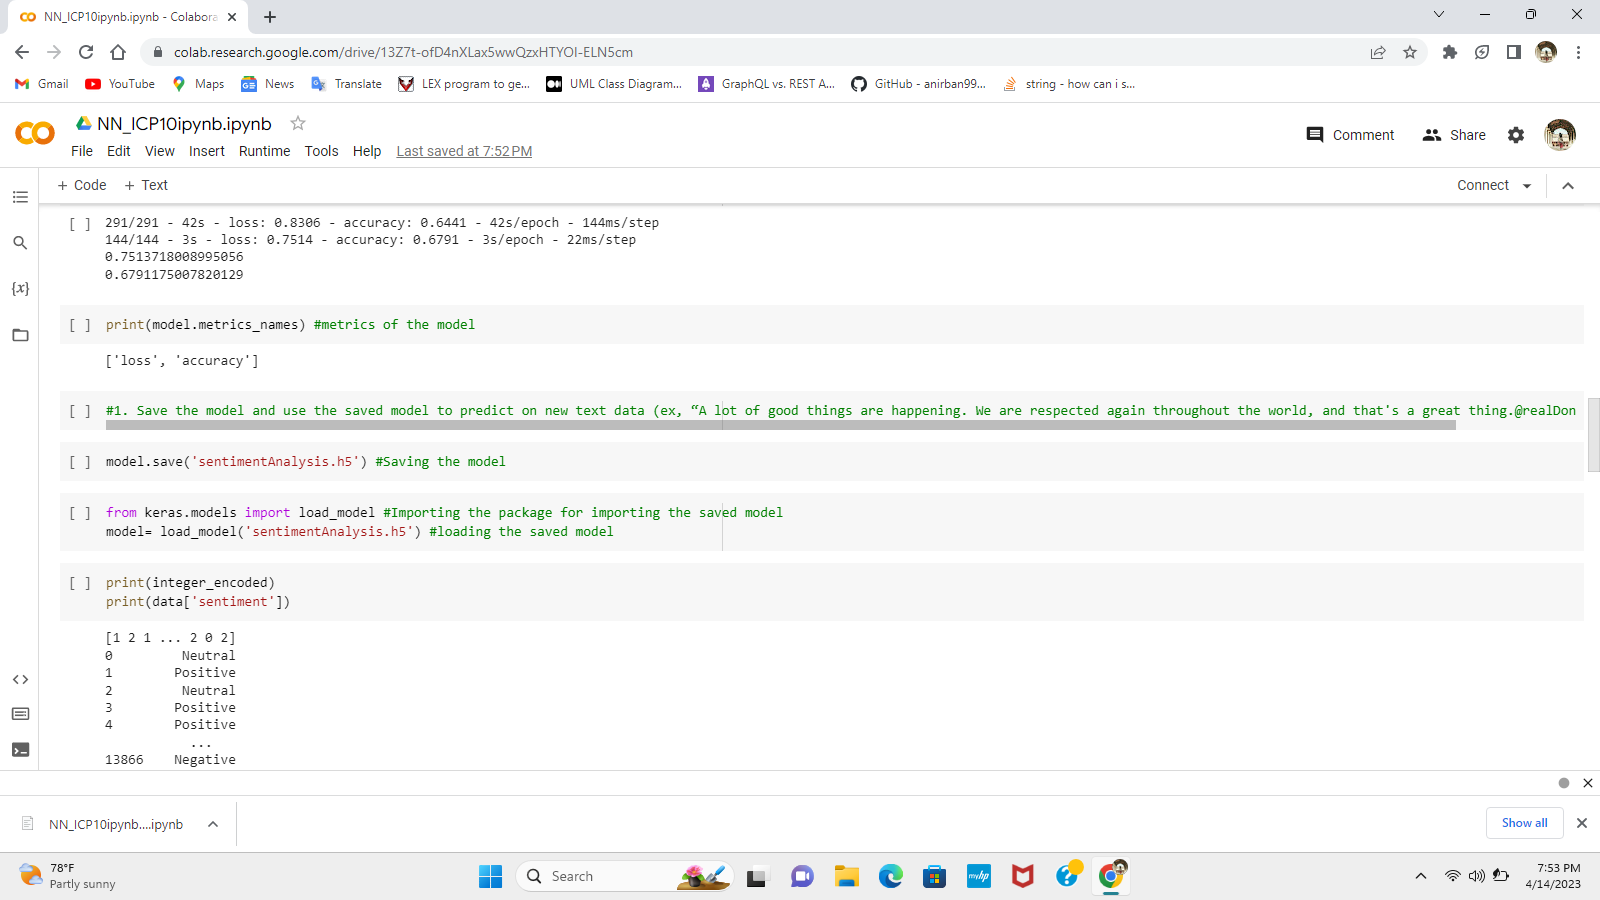 NN_ICP10ipynb.ipynb - Colabora
colab.research.google.com/drive/13Z7t-ofD4nXLax5wwQzxHTYOI-ELN5cm
Gmail YouTube Maps News Translate LEX program to ge... UML Class Diagram... GraphQL vs. REST A... GitHub - anirban99... string - how can i s...
NN_ICP10ipynb.ipynb
Comment Share
File Edit View Insert Runtime Tools Help Last saved at 7:52 PM
+ Code + Text Connect
[ ] 291/291 - 42s - loss: 0.8306 - accuracy: 0.6441 - 42s/epoch - 144ms/step
144/144 - 3s - loss: 0.7514 - accuracy: 0.6791 - 3s/epoch - 22ms/step
0.7513718008995056
0.6791175007820129
{x}
[ ] print(model.metrics_names) #metrics of the model
['loss', 'accuracy']
[ ] #1. Save the model and use the saved model to predict on new text data (ex, “A lot of good things are happening. We are respected again throughout the world, and that's a great thing.@realDon
[ ] model.save('sentimentAnalysis.h5') #Saving the model
[ ] from keras.models import load_model #Importing the package for importing the saved model
model= load_model('sentimentAnalysis.h5') #loading the saved model
[ ] print(integer_encoded)
print(data['sentiment'])
[1 2 1 ... 2 0 2]
0 Neutral
1 Positive
2 Neutral
3 Positive
4 Positive
...
13866 Negative
NN_ICP10ipynb....ipynb
Show all
78°F
Partly sunny
Search
myhp
7:53 PM
4/14/2023